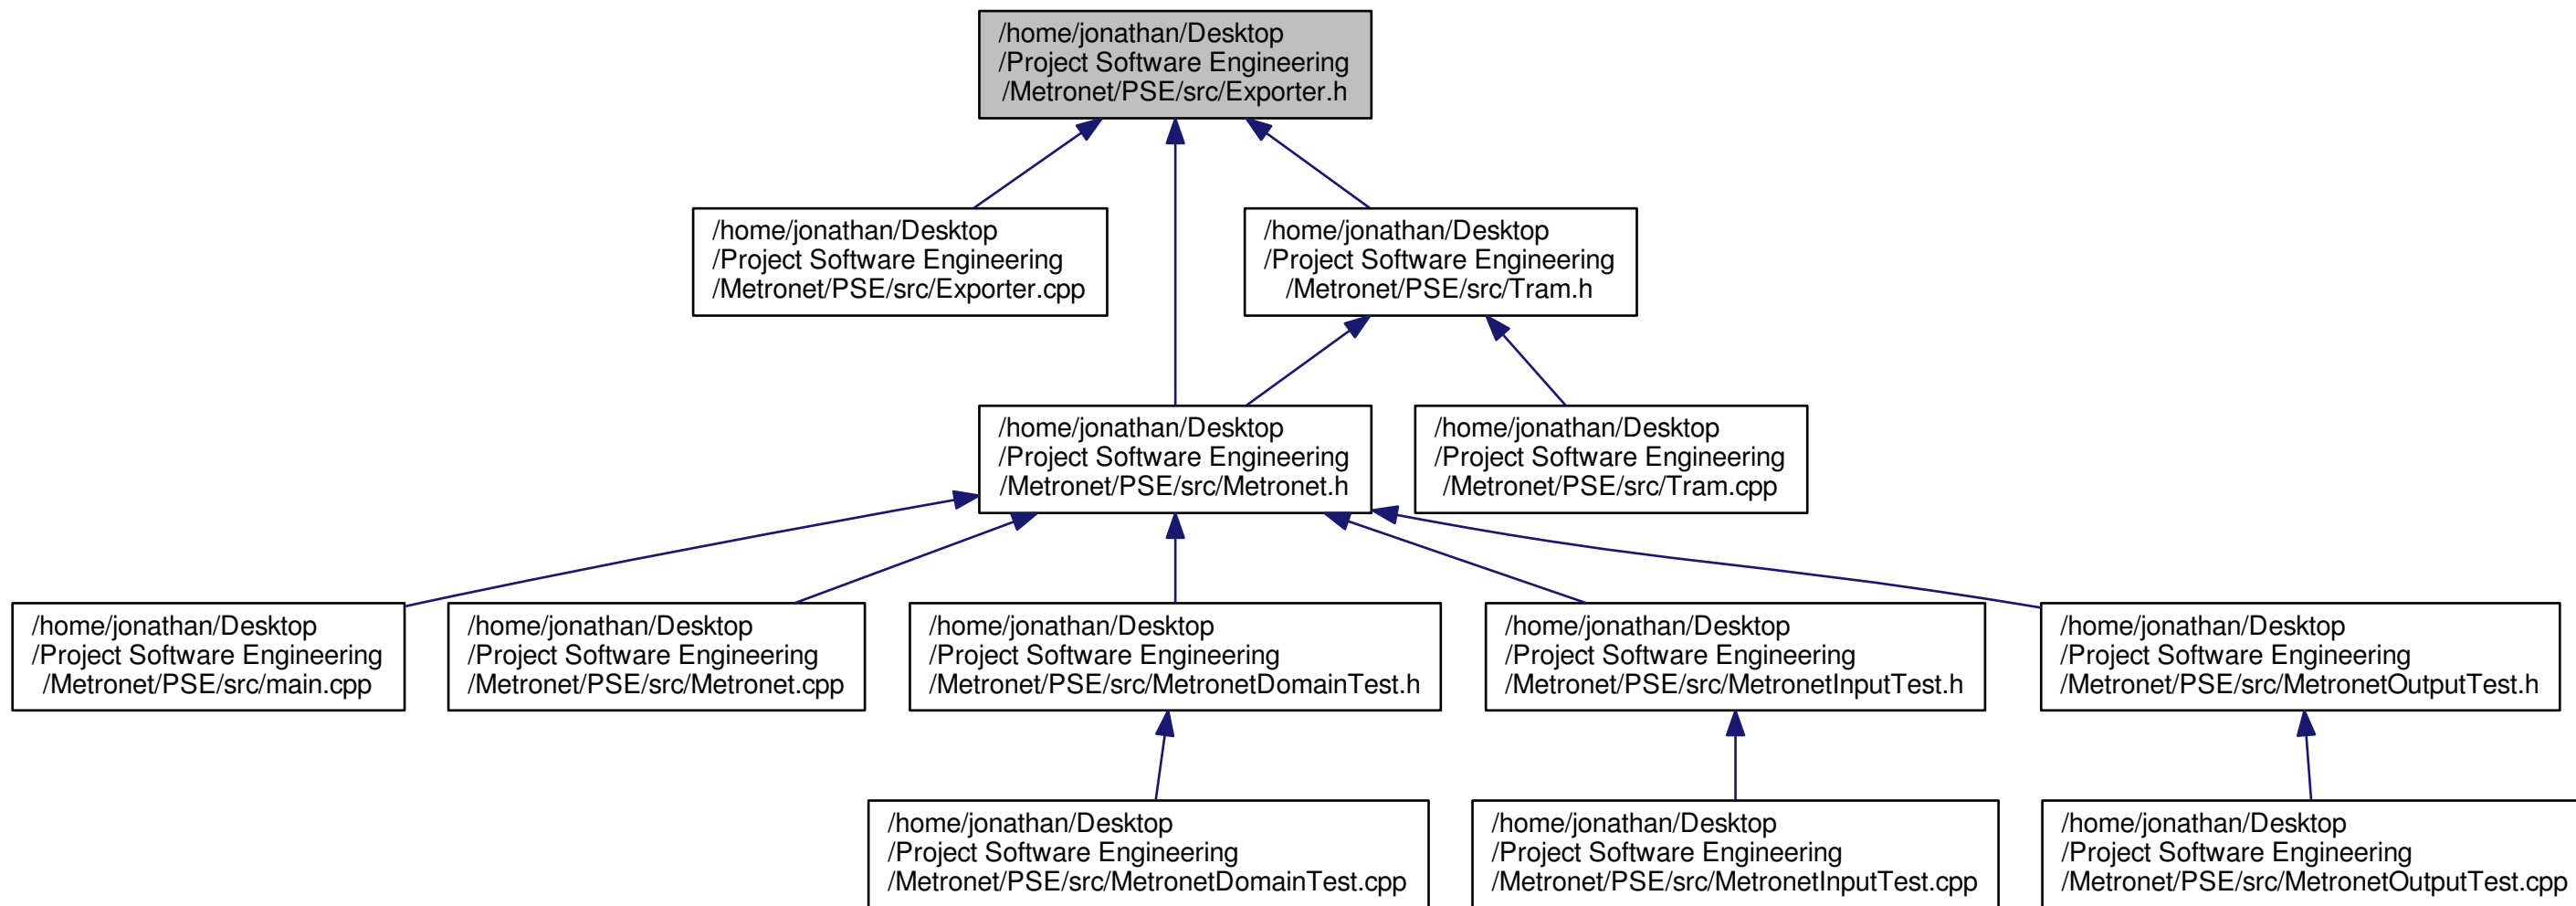 /home/jonathan/Desktop
/Project Software Engineering
/Metronet/PSE/src/Exporter.h
/home/jonathan/Desktop
/Project Software Engineering
/Metronet/PSE/src/Exporter.cpp
/home/jonathan/Desktop
/Project Software Engineering
/Metronet/PSE/src/Tram.h
/home/jonathan/Desktop
/Project Software Engineering
/Metronet/PSE/src/Metronet.h
/home/jonathan/Desktop
/Project Software Engineering
/Metronet/PSE/src/Tram.cpp
/home/jonathan/Desktop
/Project Software Engineering
/Metronet/PSE/src/main.cpp
/home/jonathan/Desktop
/Project Software Engineering
/Metronet/PSE/src/Metronet.cpp
/home/jonathan/Desktop
/Project Software Engineering
/Metronet/PSE/src/MetronetDomainTest.h
/home/jonathan/Desktop
/Project Software Engineering
/Metronet/PSE/src/MetronetInputTest.h
/home/jonathan/Desktop
/Project Software Engineering
/Metronet/PSE/src/MetronetOutputTest.h
/home/jonathan/Desktop
/Project Software Engineering
/Metronet/PSE/src/MetronetDomainTest.cpp
/home/jonathan/Desktop
/Project Software Engineering
/Metronet/PSE/src/MetronetInputTest.cpp
/home/jonathan/Desktop
/Project Software Engineering
/Metronet/PSE/src/MetronetOutputTest.cpp